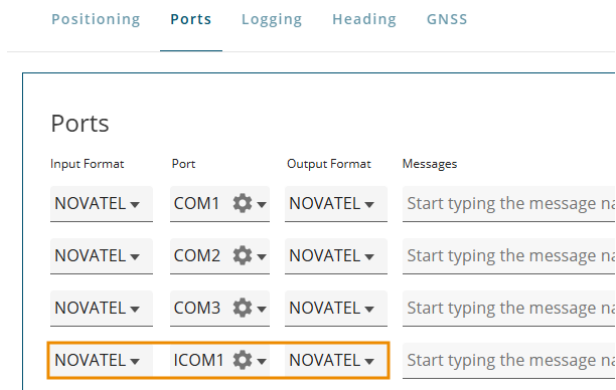 Positioning Ports Logging Heading GNSS
Ports
Input Format Port Output Format Messages
NOVATEL COM1 NOVATEL Start typing the message na
NOVATEL COM2 NOVATEL Start typing the message na
NOVATEL COM3 NOVATEL Start typing the message na
NOVATEL ICOM1 NOVATEL Start typing the message na